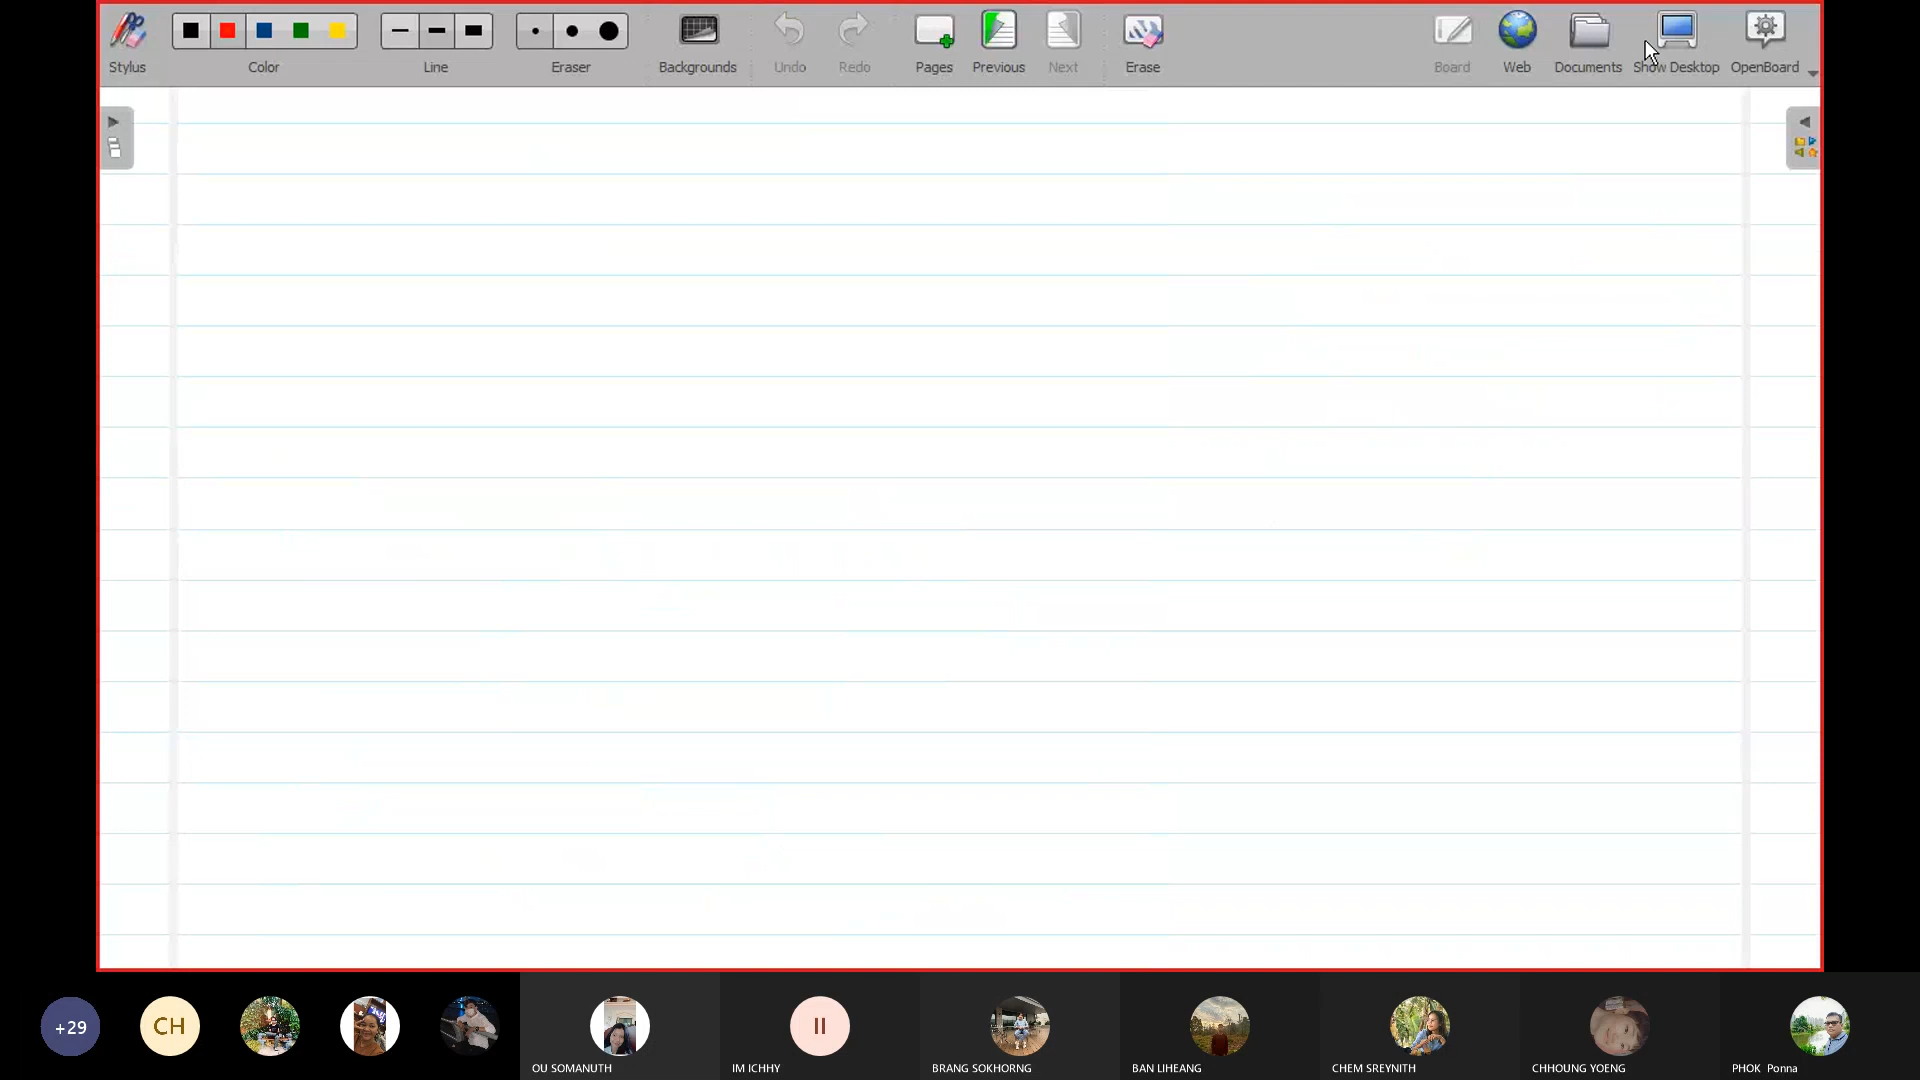 Stylus Color Line Eraser Backgrounds Undo Redo Pages Previous Next Erase Board Web Documents Show Desktop OpenBoard
+29 CH II
OU SOMANUTH IM ICHHY BRANG SOKHORNG BAN LIHEANG CHEM SREYNITH CHHOUNG YOENG PHOK Ponna